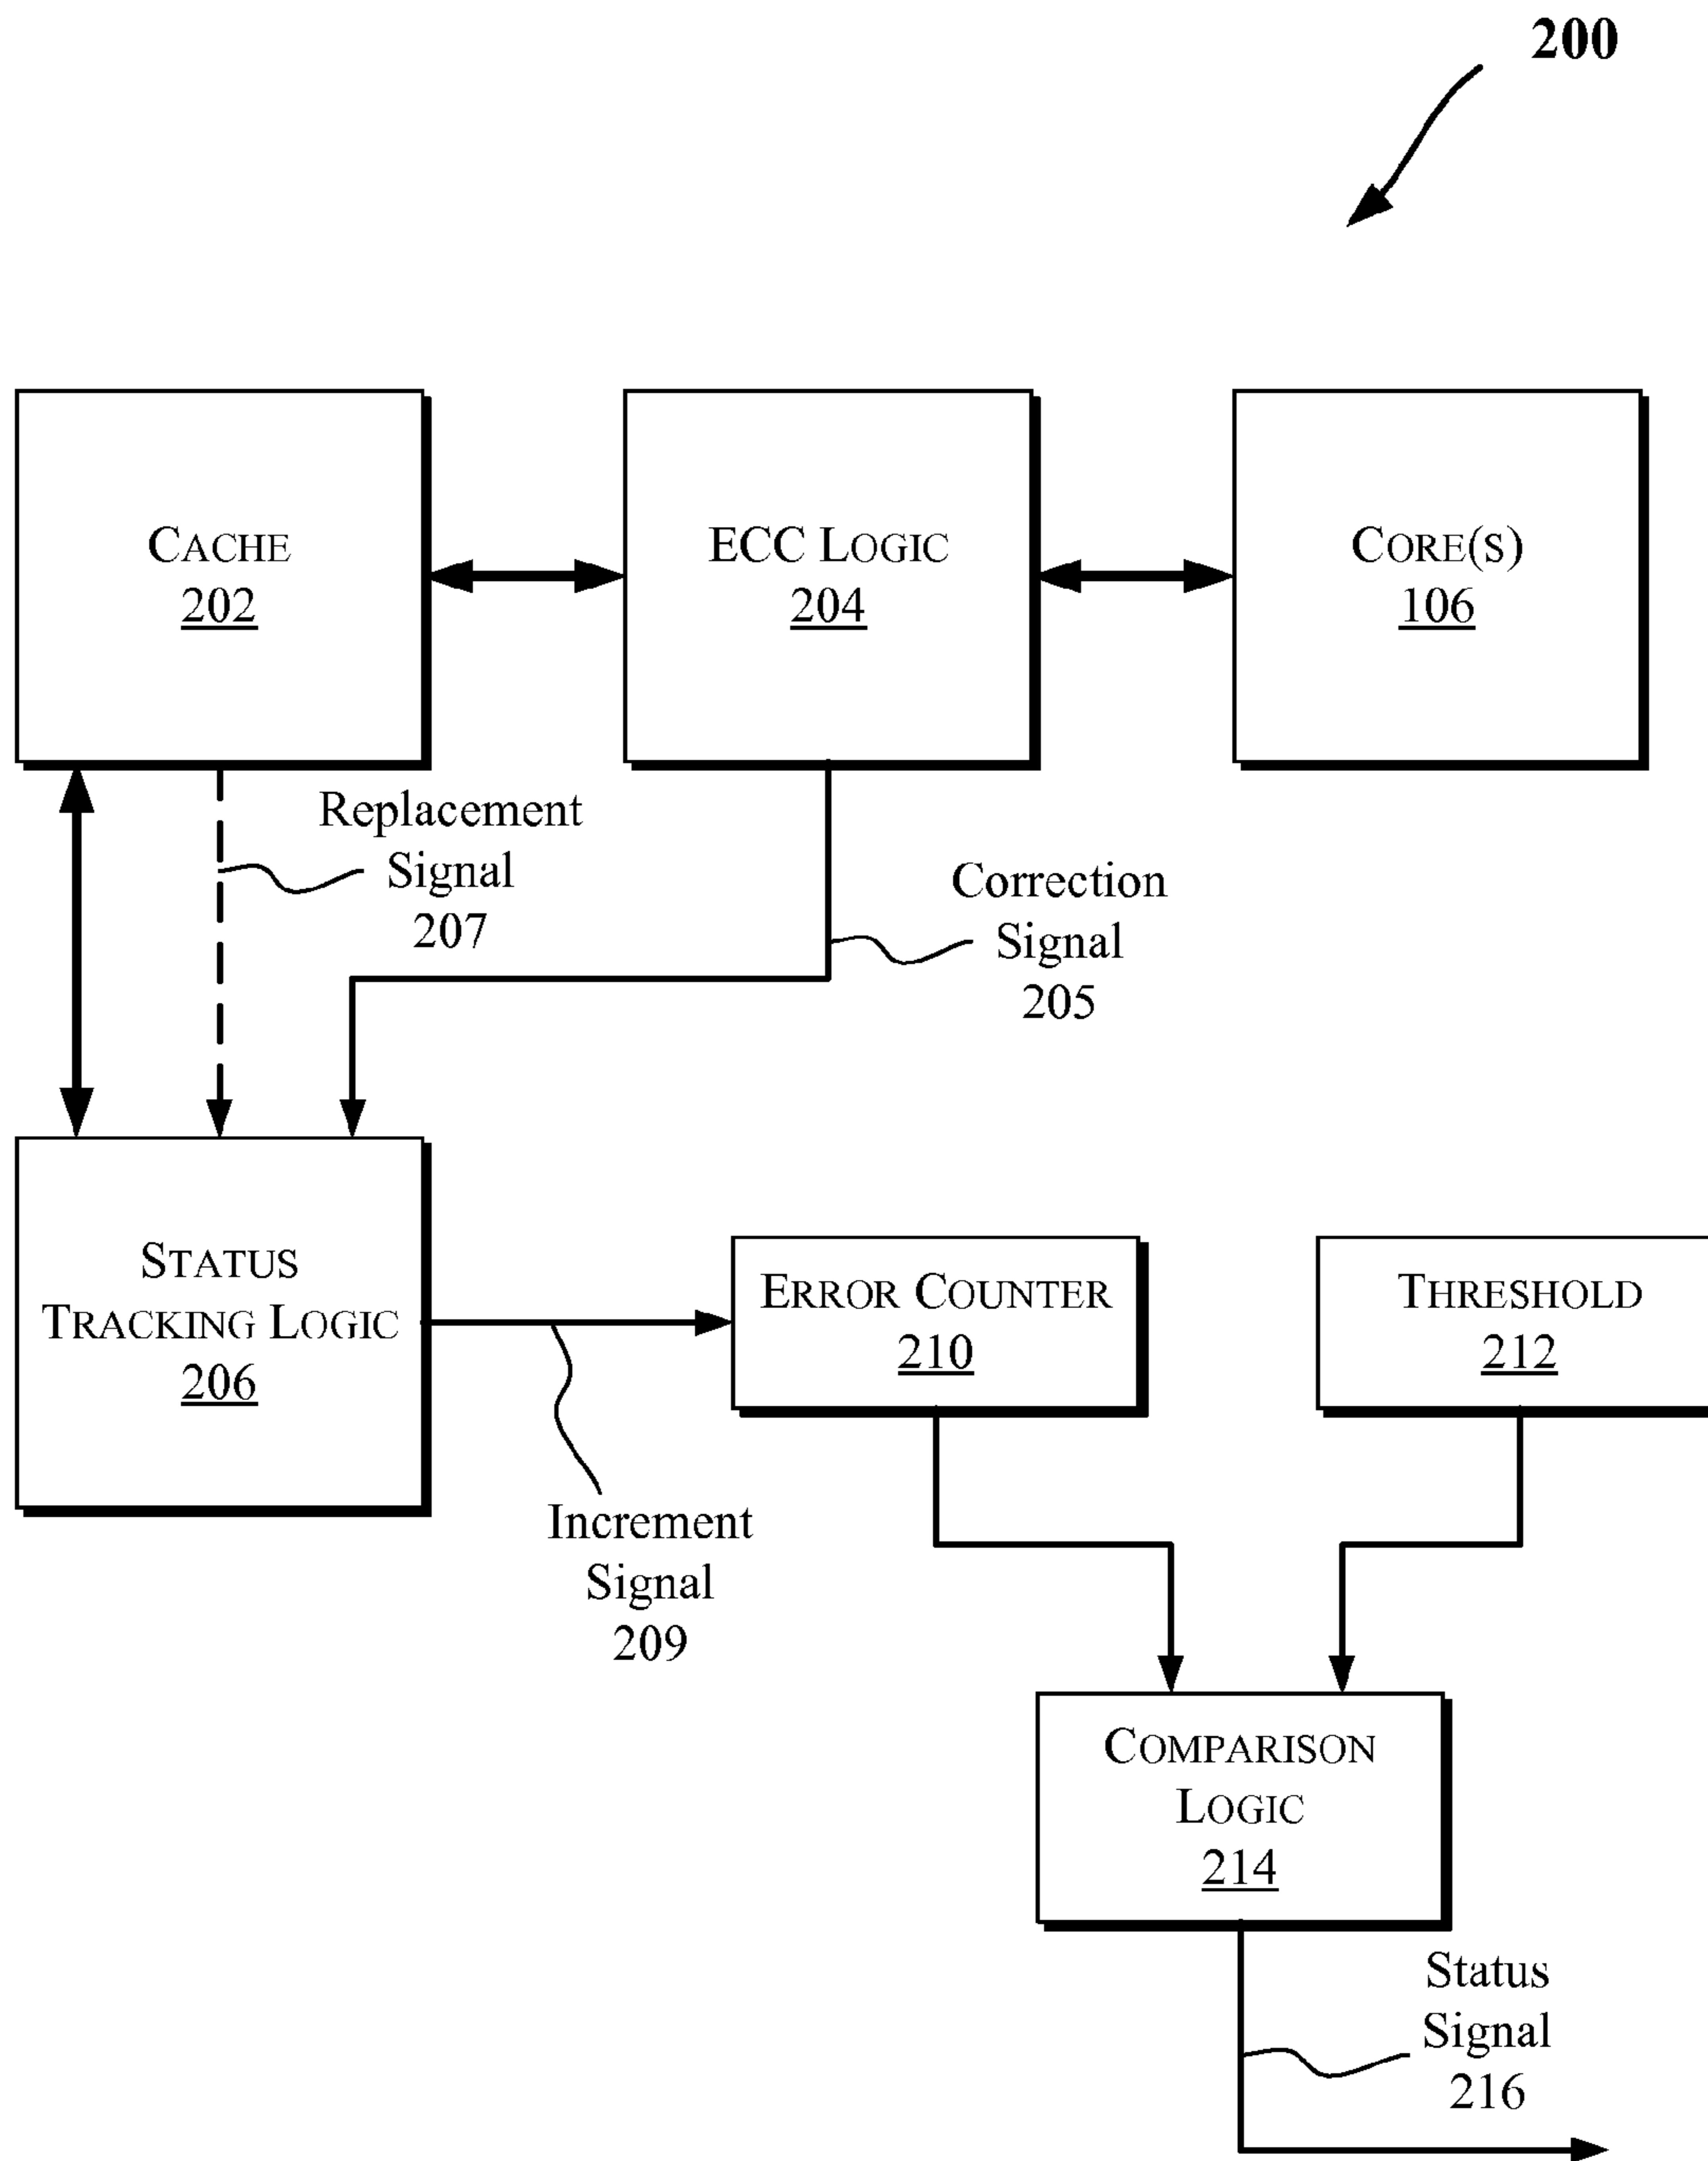 200
CACHE
202
ECC LOGIC
204
CORE(S)
106
Replacement
Signal
207
Correction
Signal
205
STATUS
TRACKING LOGIC
206
ERROR COUNTER
210
THRESHOLD
212
Increment
Signal
209
COMPARISON
LOGIC
214
Status
Signal
216